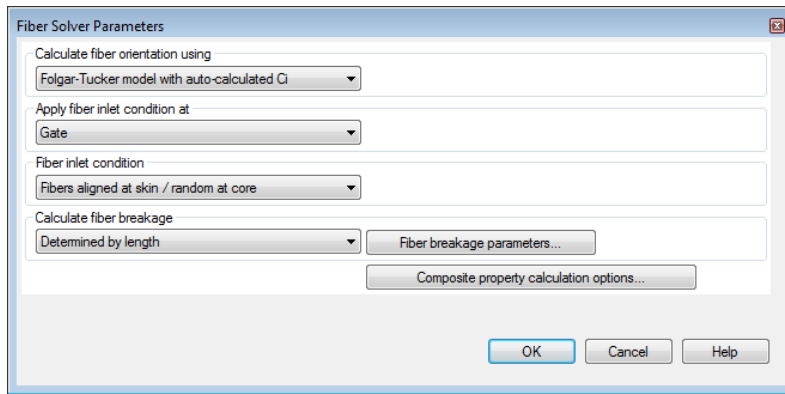 Fiber Solver Parameters
Calculate fiber orientation using
Folgar-Tucker model with auto-calculated Ci
Apply fiber inlet condition at
Gate
Fiber inlet condition
Fibers aligned at skin / random at core
Calculate fiber breakage
Determined by length
Fiber breakage parameters...
Composite property calculation options...
OK
Cancel
Help